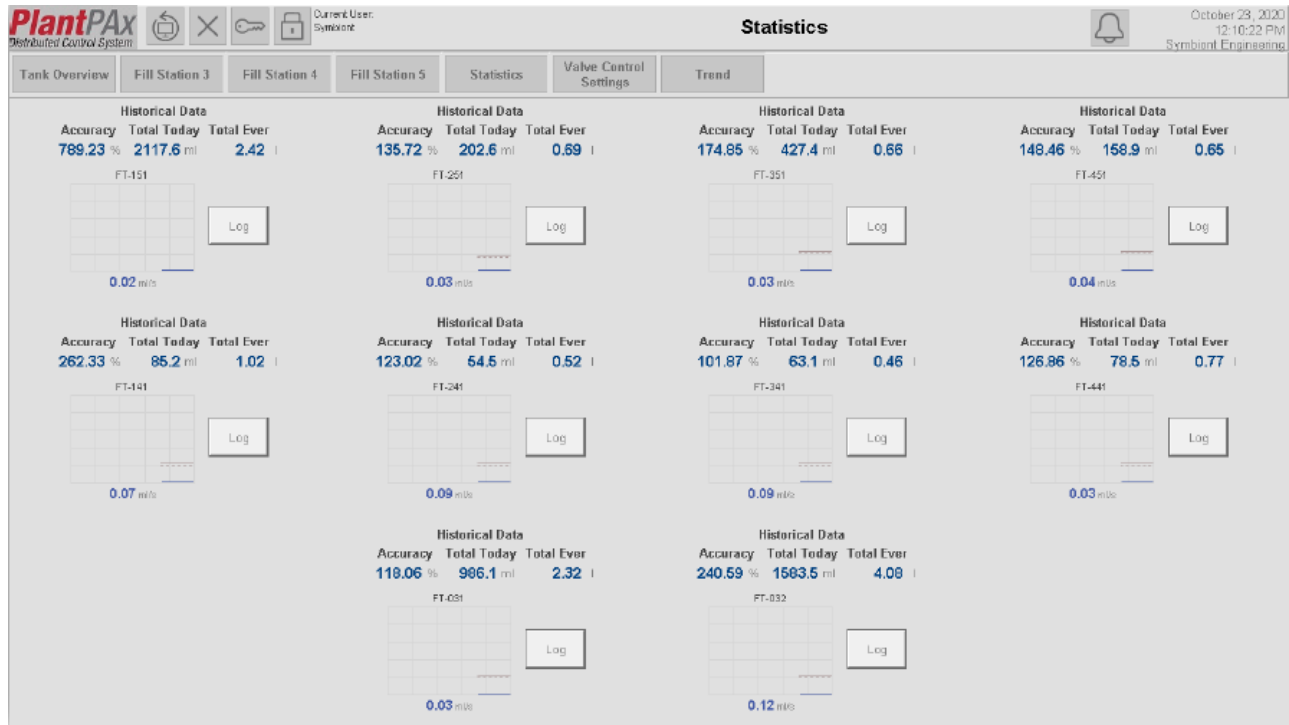 PlantPAx
Distributed Control System
Current User:
Symbiont
Statistics
October 23, 2020
12:10:22 PM
Symbiont Engineering
Tank Overview
Fill Station 3
Fill Station 4
Fill Station 5
Statistics
Valve Control
Settings
Trend
Historical Data
Accuracy Total Today Total Ever
789.23 % 2117.6 ml 2.42 l
FT-151
Log
0.02 ml/s
Historical Data
Accuracy Total Today Total Ever
135.72 % 202.6 ml 0.69 l
FT-251
Log
0.03 ml/s
Historical Data
Accuracy Total Today Total Ever
174.85 % 427.4 ml 0.66 l
FT-351
Log
0.03 ml/s
Historical Data
Accuracy Total Today Total Ever
148.46 % 158.9 ml 0.65 l
FT-451
Log
0.04 ml/s
Historical Data
Accuracy Total Today Total Ever
262.33 % 85.2 ml 1.02 l
FT-141
Log
0.07 ml/s
Historical Data
Accuracy Total Today Total Ever
123.02 % 54.5 ml 0.52 l
FT-241
Log
0.09 ml/s
Historical Data
Accuracy Total Today Total Ever
101.87 % 63.1 ml 0.46 l
FT-341
Log
0.09 ml/s
Historical Data
Accuracy Total Today Total Ever
126.86 % 78.5 ml 0.77 l
FT-441
Log
0.03 ml/s
Historical Data
Accuracy Total Today Total Ever
118.06 % 986.1 ml 2.32 l
FT-031
Log
0.03 ml/s
Historical Data
Accuracy Total Today Total Ever
240.59 % 1583.5 ml 4.08 l
FT-032
Log
0.12 ml/s